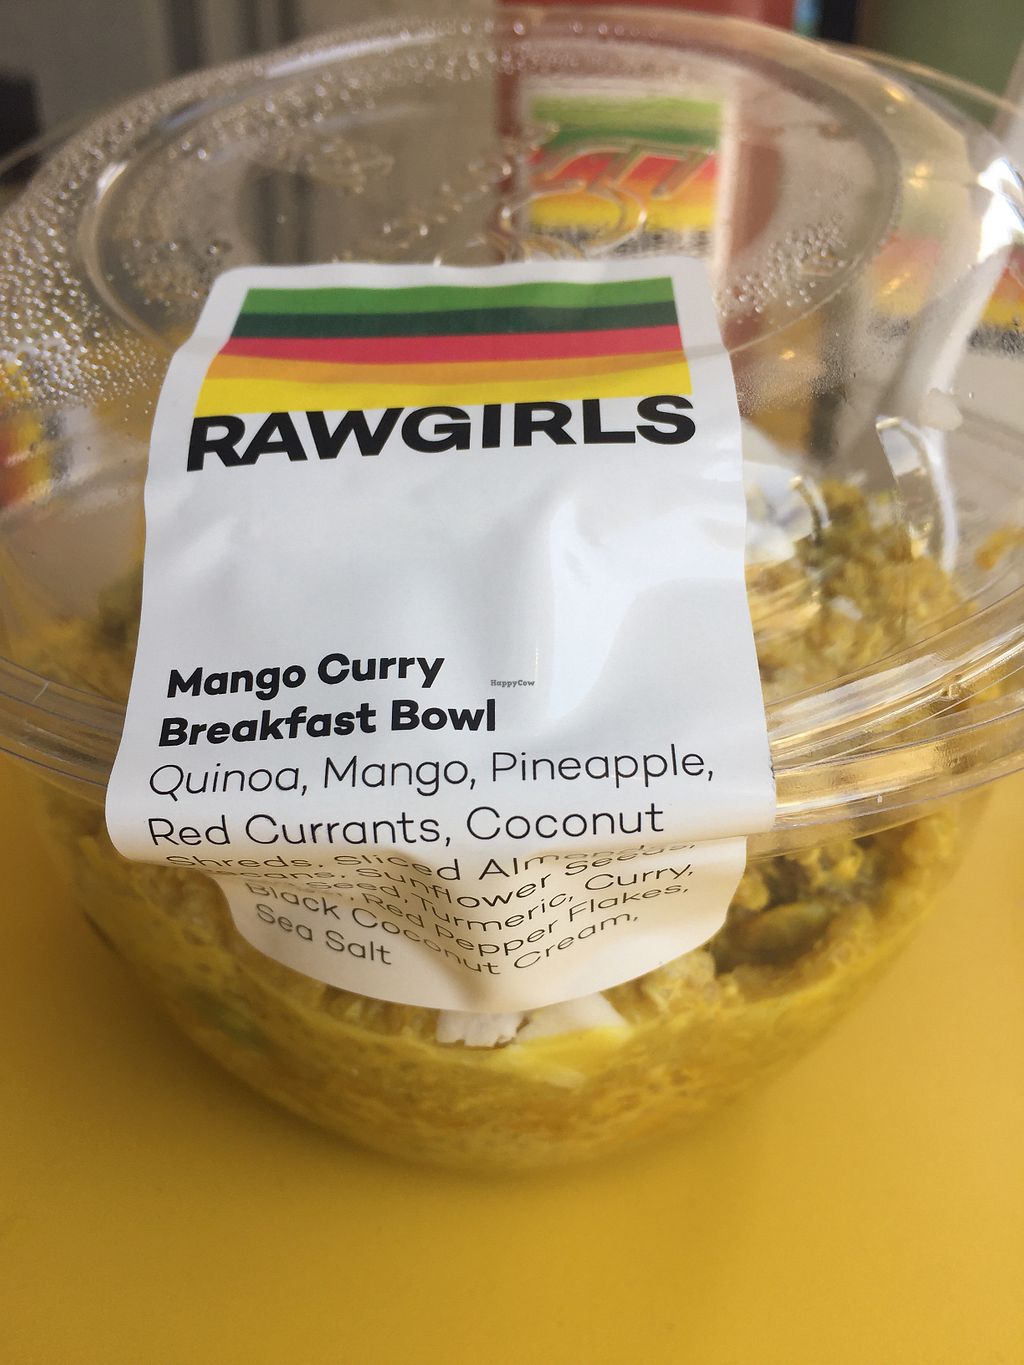 RAWGIRLS
Mango Curry
HappyCow
Breakfast Bowl
Quinoa, Mango, Pineapple,
Red Currants, Coconut
Shreds, Sliced Almonds,
Sunflower Seeds,
Seed, Turmeric, Curry,
Red Pepper Flakes,
Black Coconut Cream,
Sea Salt